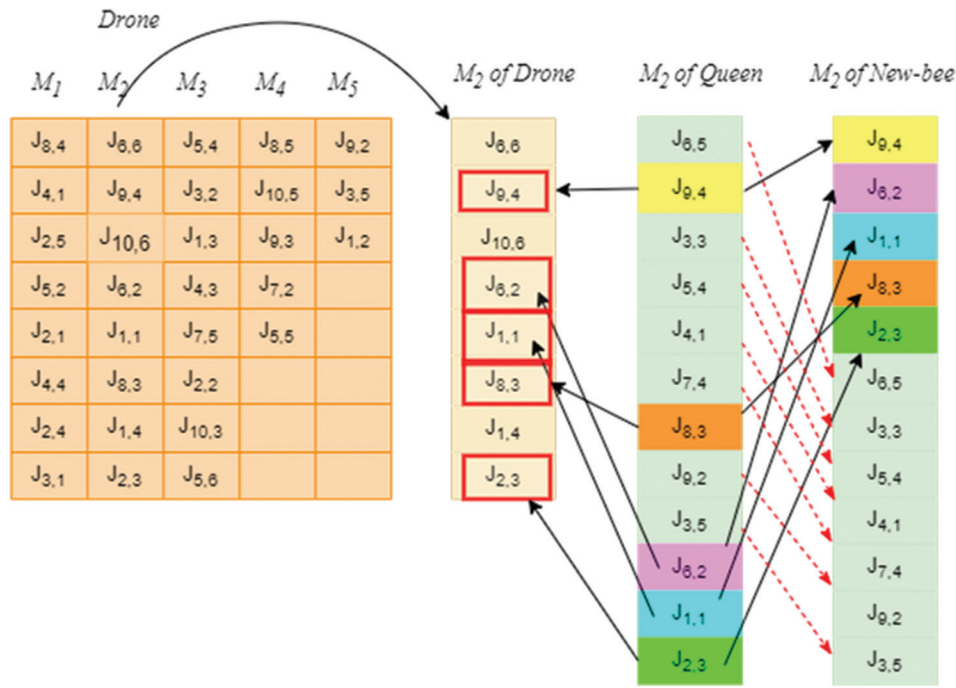 Drone
M1 M2 M3 M4 M5 M2 of Drone M2 of Queen M2 of New-bee
J8,4 J6,6 J5,4 J8,5 J9,2 J6,6 J6,5 J9,4
J4,1 J9,4 J3,2 J10,5 J3,5 J9,4 J9,4 J6,2
J2,5 J10,6 J1,3 J9,3 J1,2 J10,6 J3,3 J1,1
J5,2 J6,2 J4,3 J7,2 J6,2 J5,4 J8,3
J2,1 J1,1 J7,5 J5,5 J1,1 J4,1 J2,3
J4,4 J8,3 J2,2 J8,3 J7,4 J6,5
J2,4 J1,4 J10,3 J1,4 J8,3 J3,3
J3,1 J2,3 J5,6 J2,3 J9,2 J5,4
J3,5 J4,1
J6,2 J7,4
J1,1 J9,2
J2,3 J3,5